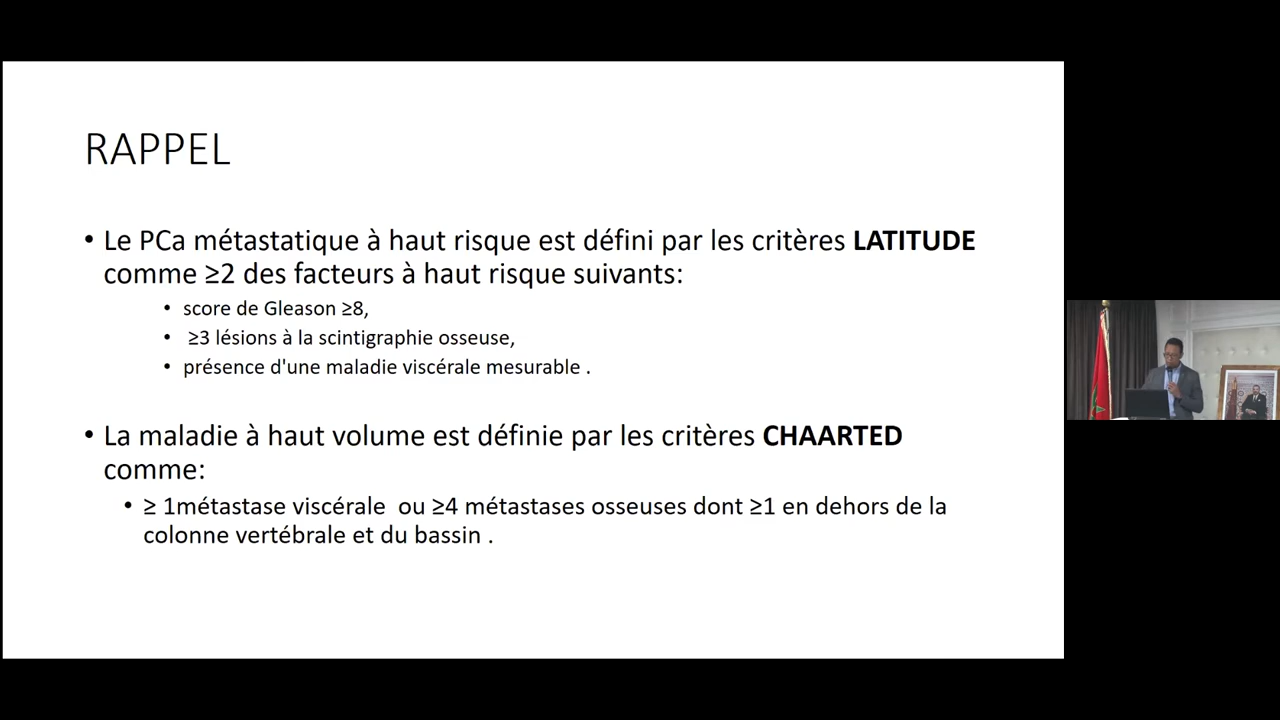 RAPPEL
• Le PCa métastatique à haut risque est défini par les critères LATITUDE
comme ≥2 des facteurs à haut risque suivants:
• score de Gleason ≥8,
• ≥3 lésions à la scintigraphie osseuse,
• présence d'une maladie viscérale mesurable .
• La maladie à haut volume est définie par les critères CHAARTED
comme:
• ≥ 1métastase viscérale ou ≥4 métastases osseuses dont ≥1 en dehors de la
colonne vertébrale et du bassin .